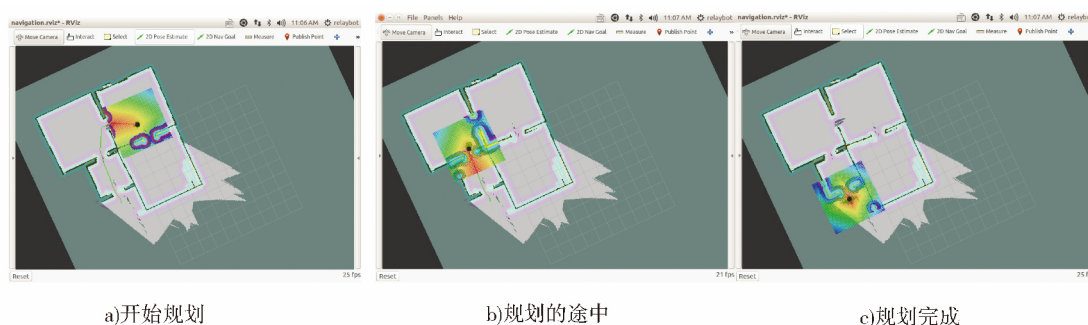 navigation.rviz* - RViz 11:06 AM relaybot
Move Camera Interact Select 2D Pose Estimate 2D Nav Goal Measure Publish Point »
Reset 25 fps
File Panels Help 11:07 AM relaybot
Move Camera Interact Select 2D Pose Estimate 2D Nav Goal Measure Publish Point »
Reset 21 fps
navigation.rviz* - RViz 11:07 AM relaybot
Move Camera Interact Select 2D Pose Estimate 2D Nav Goal Measure Publish Point
Reset 25 f
a)开始规划
b)规划的途中
c)规划完成